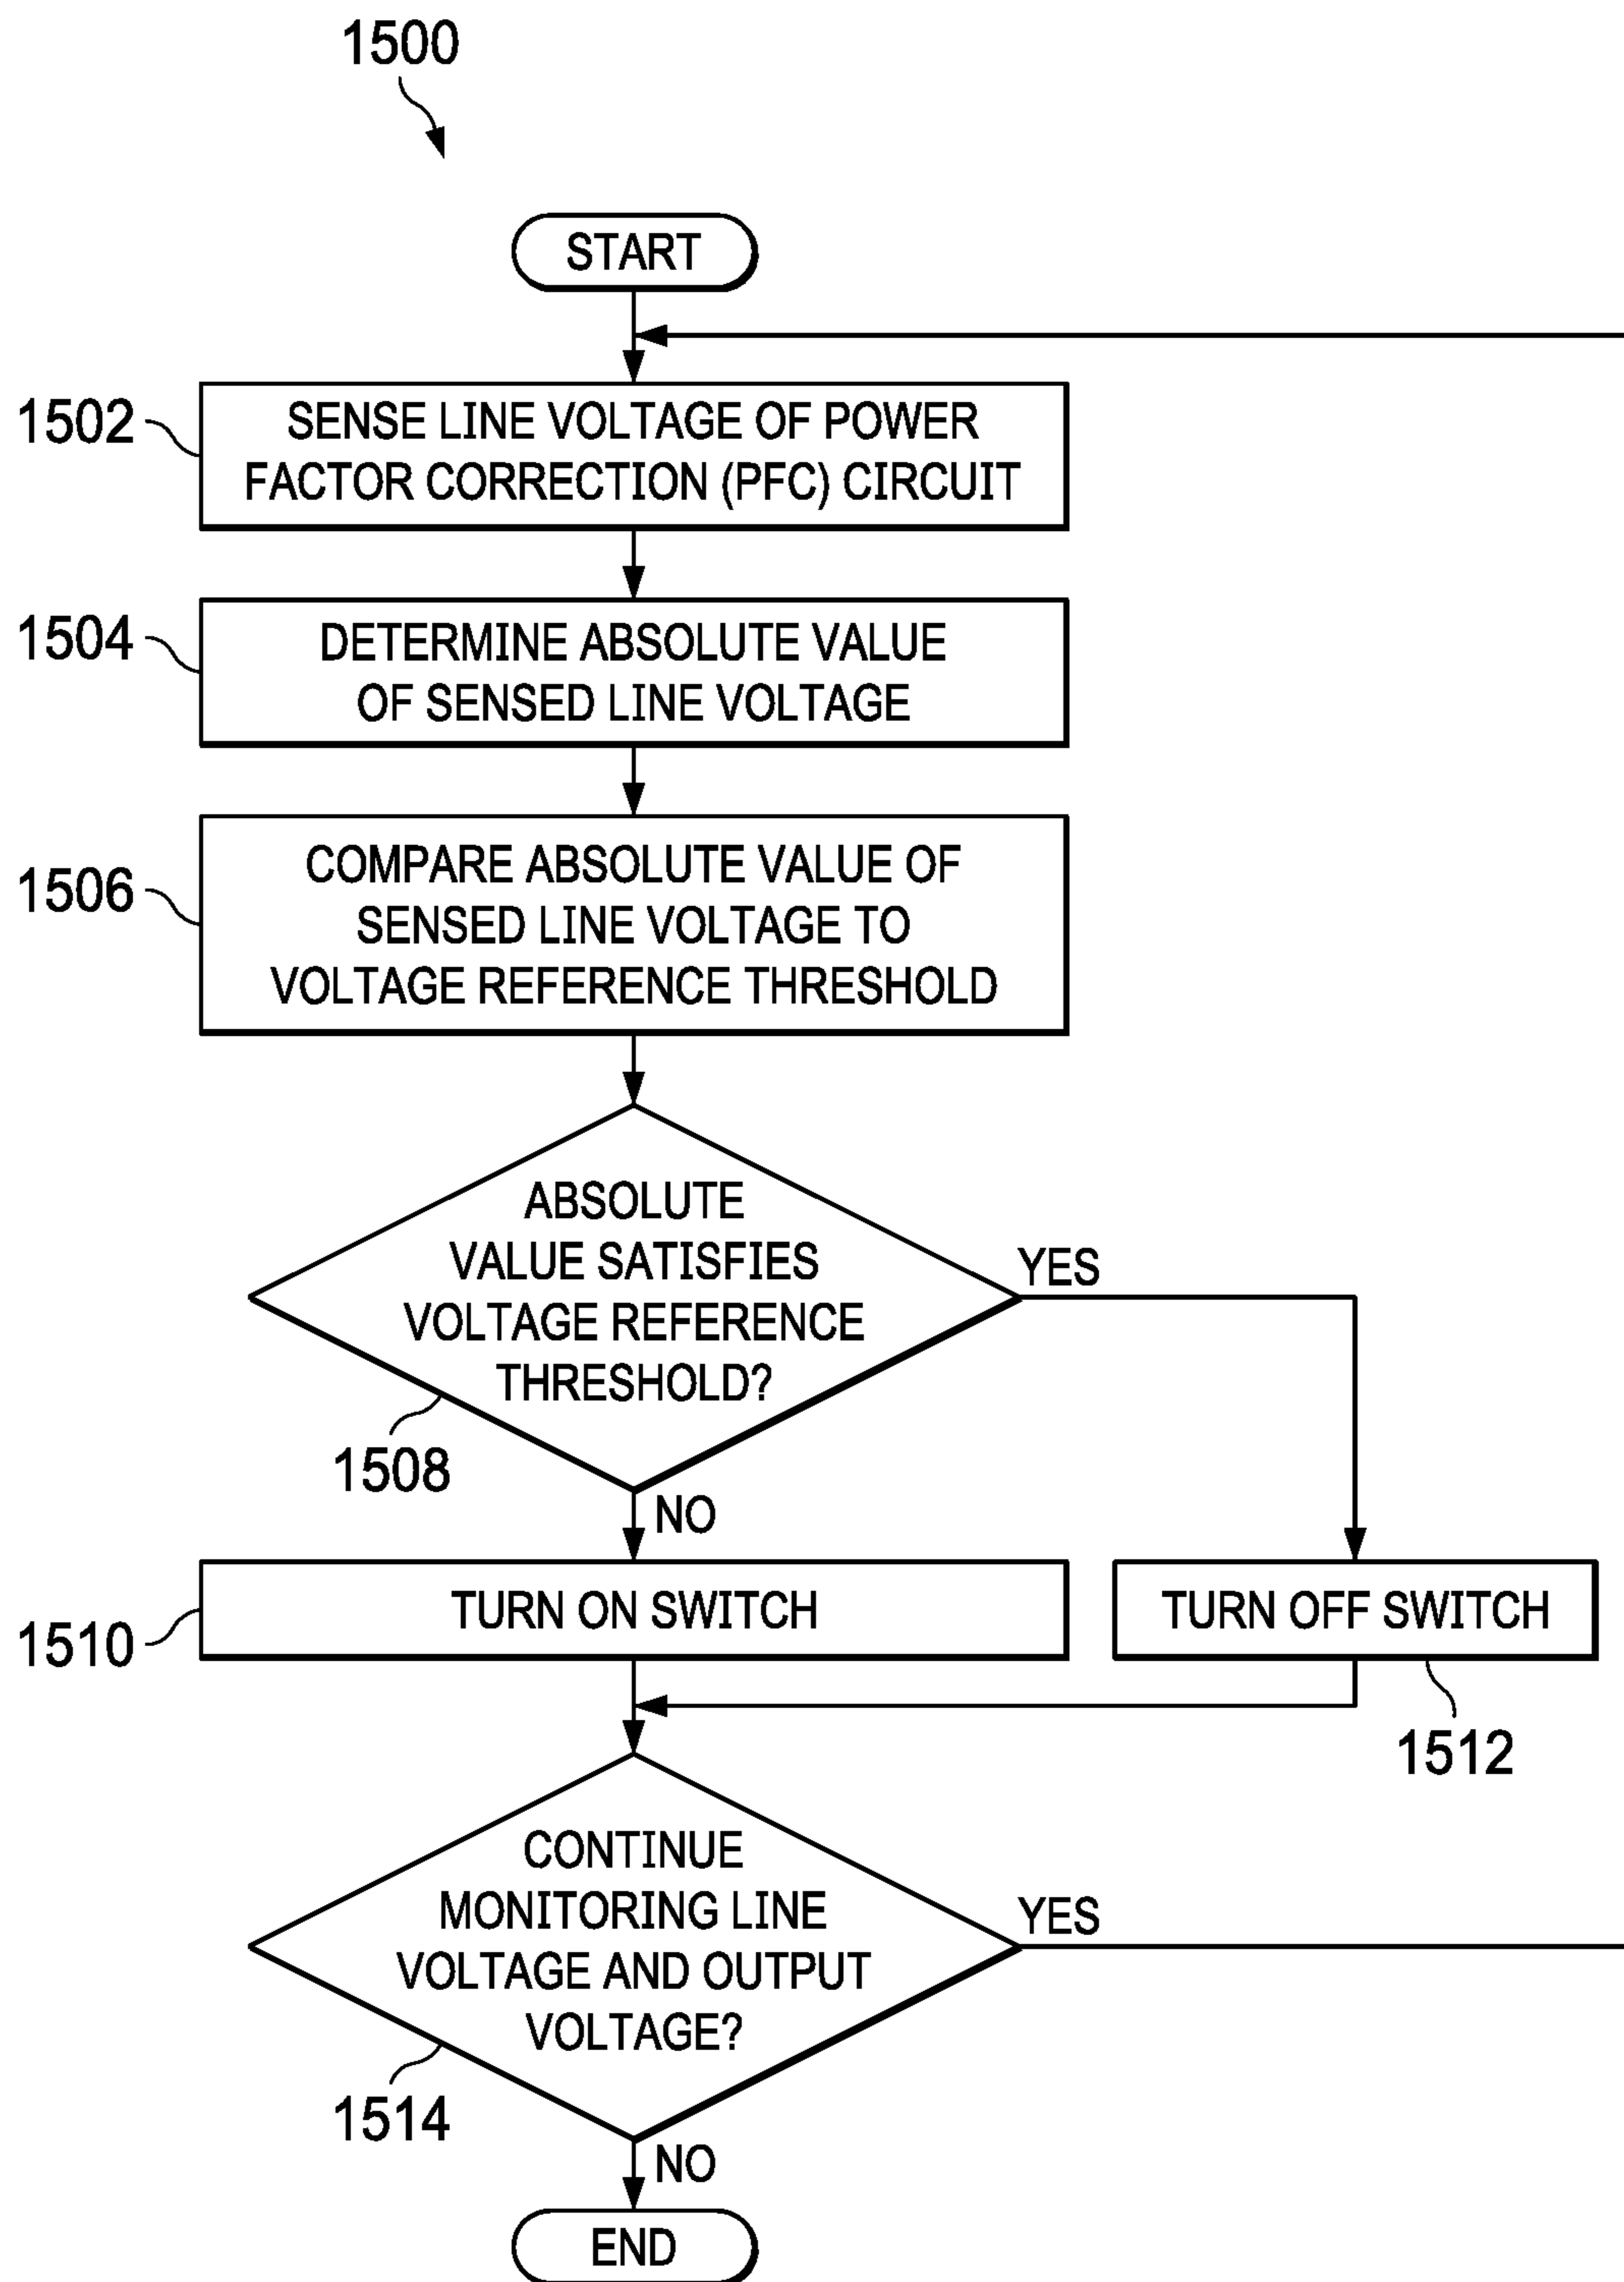 1500
START
1502
SENSE LINE VOLTAGE OF POWER
FACTOR CORRECTION (PFC) CIRCUIT
1504
DETERMINE ABSOLUTE VALUE
OF SENSED LINE VOLTAGE
1506
COMPARE ABSOLUTE VALUE OF
SENSED LINE VOLTAGE TO
VOLTAGE REFERENCE THRESHOLD
ABSOLUTE
VALUE SATISFIES
VOLTAGE REFERENCE
THRESHOLD?
YES
1508
NO
1510
TURN ON SWITCH
TURN OFF SWITCH
1512
CONTINUE
MONITORING LINE
VOLTAGE AND OUTPUT
VOLTAGE?
YES
1514
NO
END